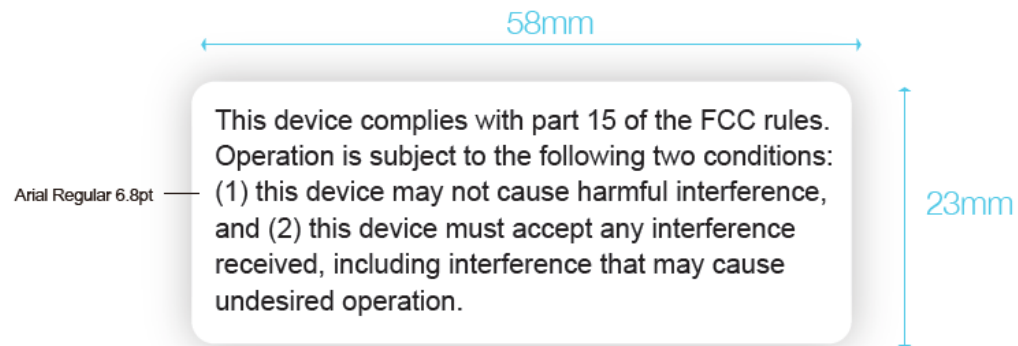 58mm
This device complies with part 15 of the FCC rules.
Operation is subject to the following two conditions:
Arial Regular 6.8pt
(1) this device may not cause harmful interference,
23mm
and (2) this device must accept any interference
received, including interference that may cause
undesired operation.